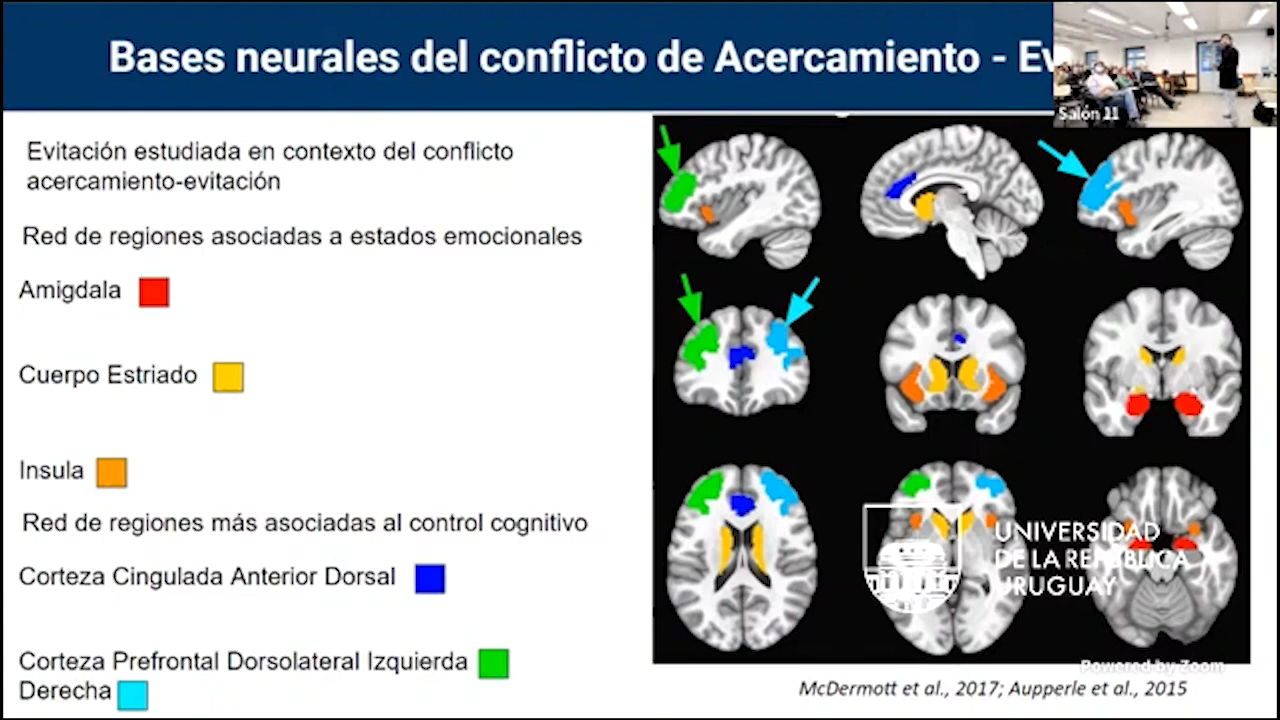 Bases neurales del conflicto de Acercamiento - Ev
Salón 11
Evitación estudiada en contexto del conflicto
acercamiento-evitación
Red de regiones asociadas a estados emocionales
Amigdala
Cuerpo Estriado
Insula
Red de regiones más asociadas al control cognitivo
Corteza Cingulada Anterior Dorsal
Corteza Prefrontal Dorsolateral Izquierda
Derecha
UNIVERSIDAD
DE LA REPÚBLICA
URUGUAY
Powered by Zoom
McDermott et al., 2017; Aupperle et al., 2015